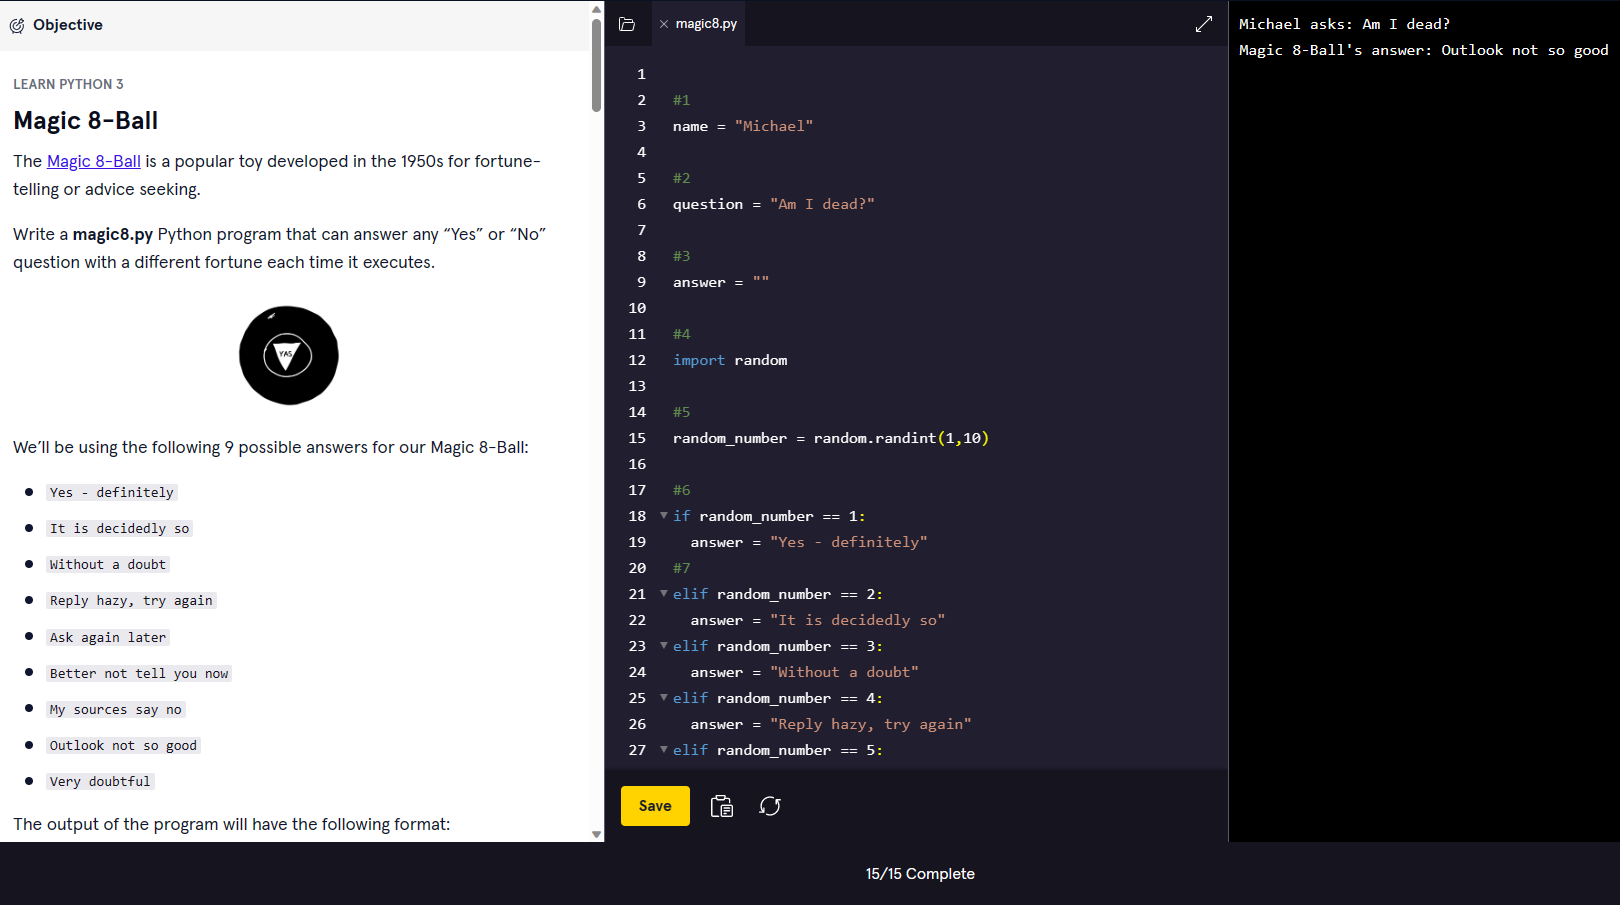 Objective
LEARN PYTHON 3
Magic 8-Ball
The Magic 8-Ball is a popular toy developed in the 1950s for fortune-
telling or advice seeking.
Write a magic8.py Python program that can answer any “Yes” or “No”
question with a different fortune each time it executes.
YAS
We’ll be using the following 9 possible answers for our Magic 8-Ball:
Yes - definitely
It is decidedly so
Without a doubt
Reply hazy, try again
Ask again later
Better not tell you now
My sources say no
Outlook not so good
Very doubtful
The output of the program will have the following format:
magic8.py
1
2 #1
3 name = "Michael"
4
5 #2
6 question = "Am I dead?"
7
8 #3
9 answer = ""
10
11 #4
12 import random
13
14 #5
15 random_number = random.randint(1,10)
16
17 #6
18 if random_number == 1:
19 answer = "Yes - definitely"
20 #7
21 elif random_number == 2:
22 answer = "It is decidedly so"
23 elif random_number == 3:
24 answer = "Without a doubt"
25 elif random_number == 4:
26 answer = "Reply hazy, try again"
27 elif random_number == 5:
Save
Michael asks: Am I dead?
Magic 8-Ball's answer: Outlook not so good
15/15 Complete